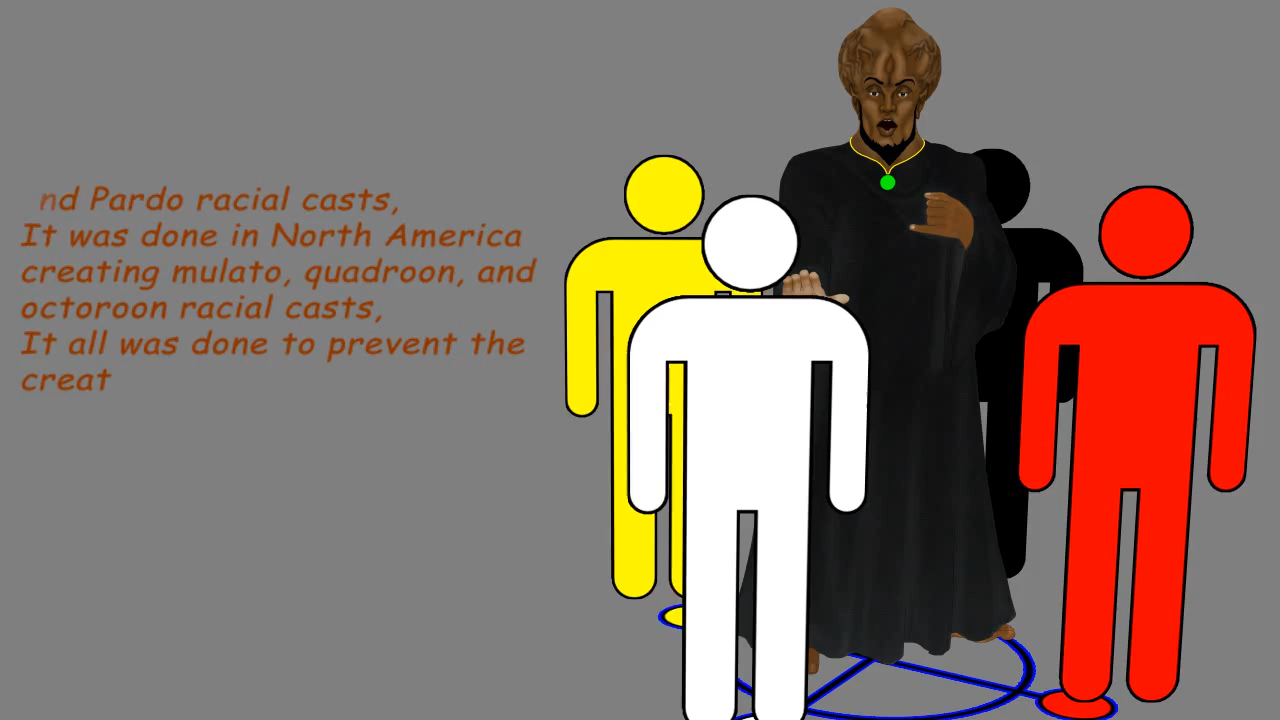 nd Pardo racial casts,
It was done in North America
creating mulato, quadroon, and
octoroon racial casts,
It all was done to prevent the
creat